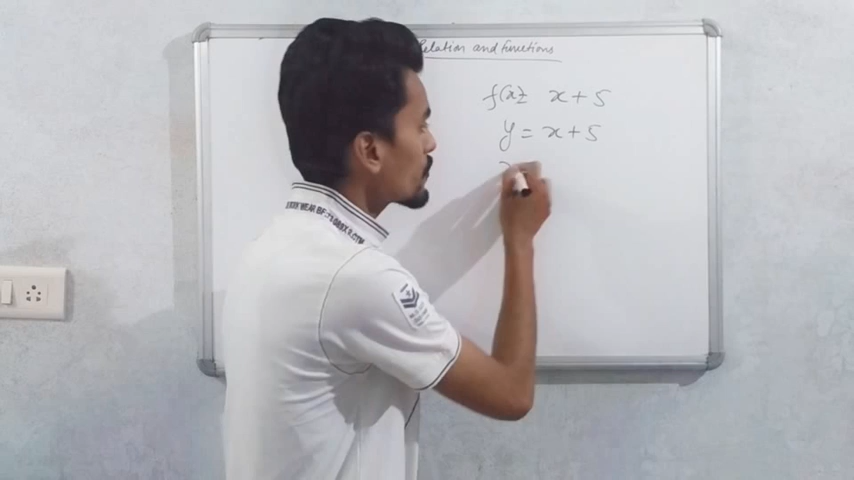 Relation and functions
f(x)= x+5
y = x+5